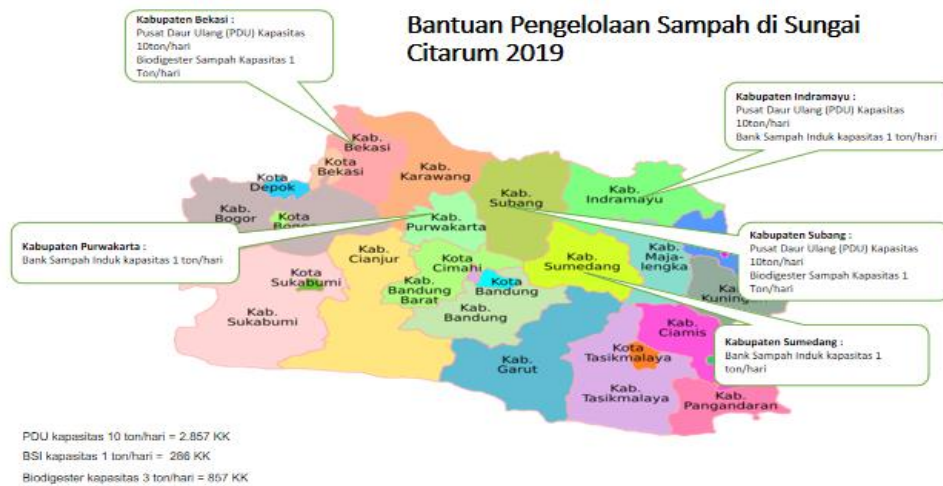 Bantuan Pengelolaan Sampah di Sungai
Citarum 2019
Kabupaten Bekasi :
Pusat Daur Ulang (PDU) Kapasitas
10ton/hari
Biodigester Sampah Kapasitas 1
Ton/hari
Kabupaten Indramayu :
Pusat Daur Ulang (PDU) Kapasitas
10ton/hari
Bank Sampah Induk kapasitas 1 ton/hari
Kab.
Bekasi
Kota
Bekasi
Kab.
Karawang
Kota
Depok
Kab.
Bogor
Kota
Kab.
Subang
Kab.
Indramayu
Kab.
Purwakarta
Kabupaten Purwakarta :
Bank Sampah Induk kapasitas 1 ton/hari
Kabupaten Subang :
Pusat Daur Ulang (PDU) Kapasitas
10ton/hari
Biodigester Sampah Kapasitas 1
Ton/hari
Kab.
Cianjur
Kota
Cimahi
Kab.
Sumedang
Kab.
Maja-
lengka
Kota
Sukabumi
Kab.
Bandung
Barat
Kota
Bandung
Kab.
Bandung
Kab.
Sukabumi
Kab.
Ciamis
Kabupaten Sumedang :
Bank Sampah Induk kapasitas 1
ton/hari
Kab.
Garut
Kota
Tasikmalaya
Kab.
Tasikmalaya
Kab.
Pangandaran
PDU kapasitas 10 ton/hari = 2.857 KK
BSI kapasitas 1 ton/hari = 286 KK
Biodigester kapasitas 3 ton/hari = 857 KK